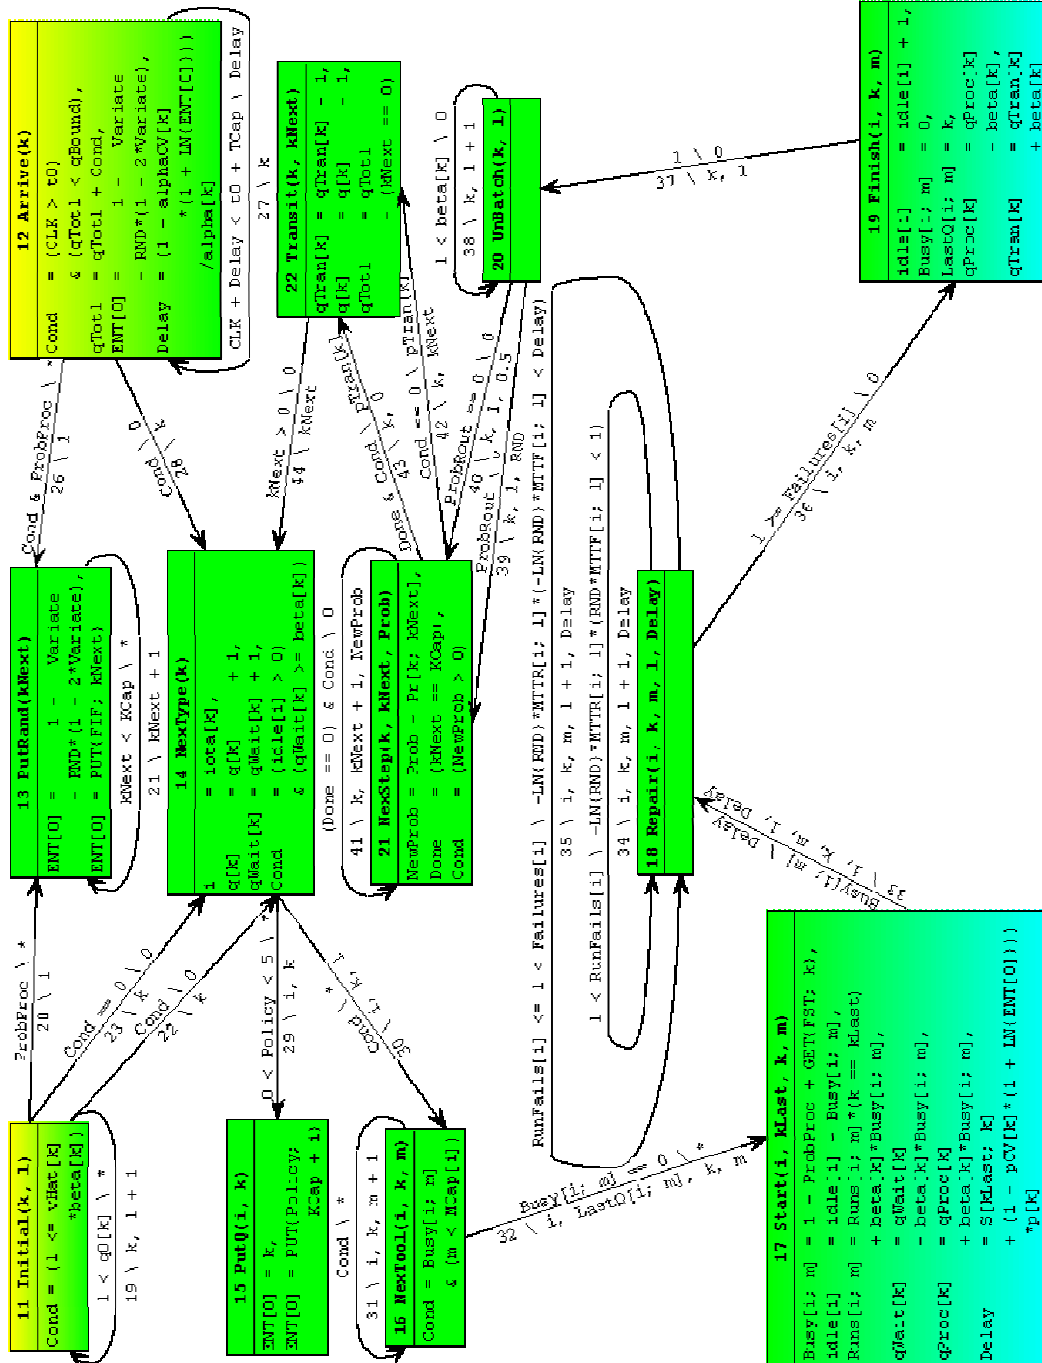 11 Initial(k, l)
Cond = (l <= vHat[k]
*beta[k])
l < q0[k] \ *
19 \ k, l + 1
ProbProc \ *
20 \ 1
Cond == 0 \ 0
23 \ k
Cond \ 0
22 \ k
13 PutRand(kNext)
ENT[0] = 1 - Variate
- RND*(1 - 2*Variate),
ENT[0] = PUT{FIF; kNext}
kNext < KCap \ *
21 \ kNext + 1
Cond & ProbProc \ *
26 \ 1
Cond \ 0
28 \ k
12 Arrive(k)
Cond = (CLK > t0)
& (qTotl < qBound),
qTotl = qTotl + Cond,
ENT[0] = 1 - Variate
- RND*(1 - 2*Variate),
Delay = (1 - alphaCV[k]
*(1 + LN{ENT[0]}))
/alpha[k]
CLK + Delay < t0 + TCap \ Delay
27 \ k
14 NexType(k)
i = iota[k],
q[k] = q[k] + 1,
qWait[k] = qWait[k] + 1,
Cond = (idle[i] > 0)
& (qWait[k] >= beta[k])
kNext > 0 \ 0
44 \ kNext
22 Transit(k, kNext)
qTran[k] = qTran[k] - 1,
q[k] = q[k] - 1,
qTotl = qTotl
- (kNext == 0)
15 PutQ(i, k)
ENT[0] = k,
ENT[0] = PUT{Policy;
KCap + i}
0 < Policy < 5 \ *
29 \ i, k
Cond \ *
30 \ i, k, 1
(Done == 0) & Cond \ 0
41 \ k, kNext + 1, NewProb
21 NexStep(k, kNext, Prob)
NewProb = Prob - Pr[k; kNext],
Done = (kNext == KCap),
Cond = (NewProb > 0)
Done & Cond \ pTran[k]
43 \ k, 0
Cond == 0 \ pTran[k]
42 \ k, kNext
ProbRout == 0 \ 0
40 \ k, 1, 0.5
ProbRout \ 0
39 \ k, 1, RND
1 < beta[k] \ 0
38 \ k, l + 1
20 UnBatch(k, l)
Cond \ *
31 \ i, k, m + 1
16 NexTool(i, k, m)
Cond = Busy[i; m]
& (m < MCap[i])
Busy[i; m] == 0 \ *
32 \ i, LastQ[i; m], k, m
RunFails[i] <= l < Failures[i] \ -LN{RND}*MTTR[i; l]*(-LN{RND}*MTTF[i; l] < Delay)
35 \ i, k, m, l + 1, Delay
l < RunFails[i] \ -LN{RND}*MTTR[i; l]*(RND*MTTF[i; l] < 1)
34 \ i, k, m, l + 1, Delay
18 Repair(i, k, m, l, Delay)
1 \ 0
37 \ k, 1
l >= Failures[i] \ 0
36 \ i, k, m
Busy[i; m] \ Delay
33 \ i, k, m, 1, Delay
17 Start(i, kLast, k, m)
Busy[i; m] = 1 - ProbProc + GET{FST; k},
idle[i] = idle[i] - Busy[i; m],
Runs[i; m] = Runs[i; m]*(k == kLast)
+ beta[k]*Busy[i; m],
qWait[k] = qWait[k]
- beta[k]*Busy[i; m],
qProc[k] = qProc[k]
+ beta[k]*Busy[i; m],
Delay = S[kLast; k]
+ (1 - pCV[k]*(1 + LN{ENT[0]}))
*p[k]
19 Finish(i, k, m)
idle[i] = idle[i] + 1,
Busy[i; m] = 0,
LastQ[i; m] = k,
qProc[k] = qProc[k]
- beta[k],
qTran[k] = qTran[k]
+ beta[k]